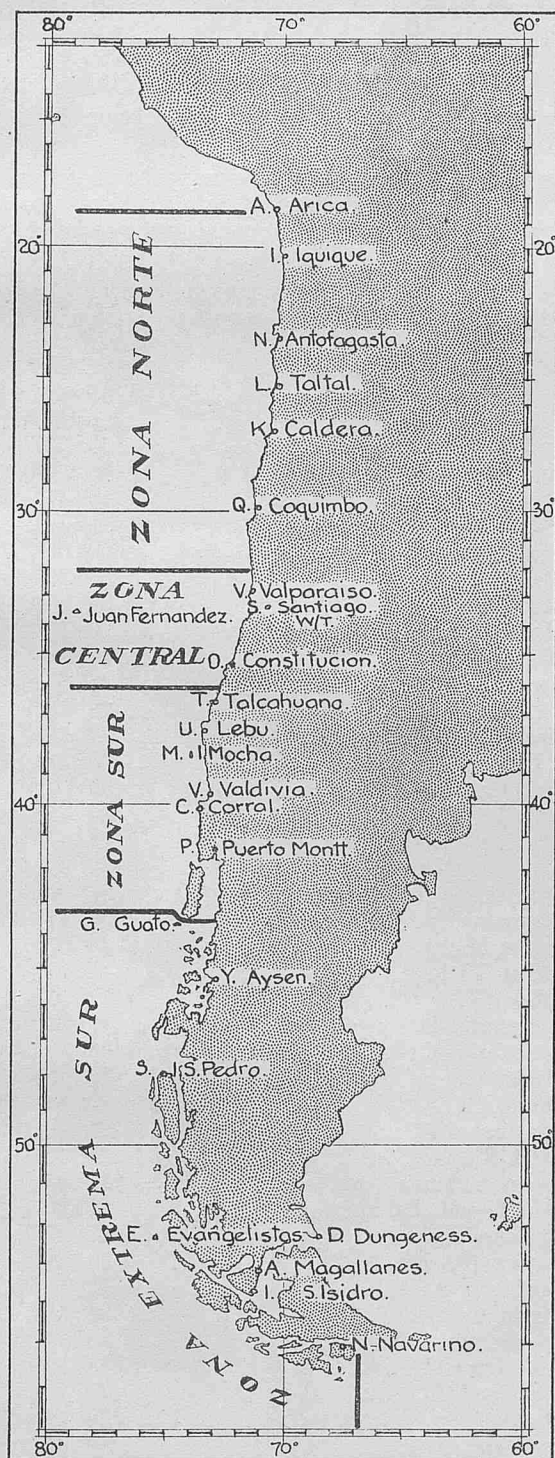 80° 70° 60°
A. Arica.
20° 20°
I. Iquique.
ZONA NORTE
N. Antofagasta.
L. Taltal.
K. Caldera.
30° 30°
Q. Coquimbo.
ZONA
V. Valparaiso.
J. Juan Fernandez.
S. Santiago.
W/T.
CENTRAL
O. Constitucion.
T. Talcahuano.
U. Lebu.
ZONA SUR
M. I. Mocha.
V. Valdivia.
40° 40°
C. Corral.
P. Puerto Montt.
G. Guafo.
Y. Aysen.
S. I. S. Pedro.
50° 50°
ZONA EXTREMA SUR
E. Evangelistas.
D. Dungeness.
A. Magallanes.
I. S. Isidro.
N. Navarino.
80° 70° 60°